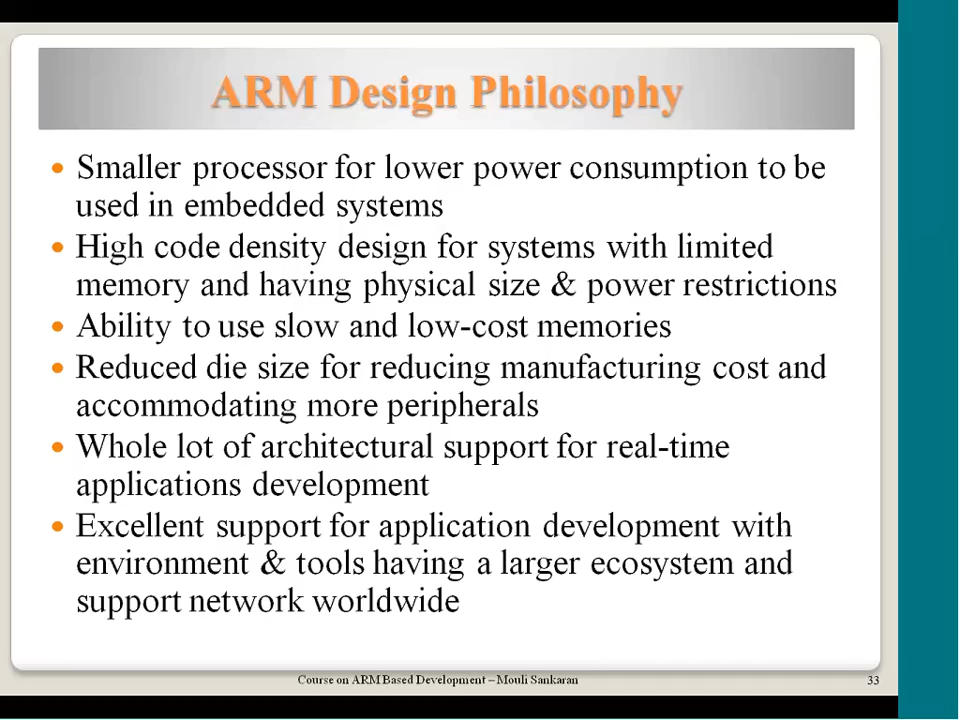 ARM Design Philosophy
• Smaller processor for lower power consumption to be
used in embedded systems
• High code density design for systems with limited
memory and having physical size & power restrictions
• Ability to use slow and low-cost memories
• Reduced die size for reducing manufacturing cost and
accommodating more peripherals
• Whole lot of architectural support for real-time
applications development
• Excellent support for application development with
environment & tools having a larger ecosystem and
support network worldwide
Course on ARM Based Development – Mouli Sankaran
33